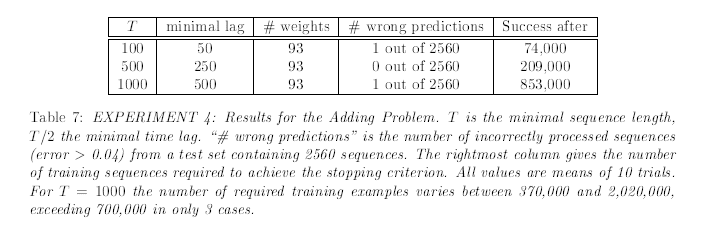 T minimal lag # weights # wrong predictions Success after
100 50 93 1 out of 2560 74,000
500 250 93 0 out of 2560 209,000
1000 500 93 1 out of 2560 853,000
Table 7: EXPERIMENT 4: Results for the Adding Problem. T is the minimal sequence length,
T/2 the minimal time lag. “# wrong predictions” is the number of incorrectly processed sequences
(error > 0.04) from a test set containing 2560 sequences. The rightmost column gives the number
of training sequences required to achieve the stopping criterion. All values are means of 10 trials.
For T = 1000 the number of required training examples varies between 370,000 and 2,020,000,
exceeding 700,000 in only 3 cases.